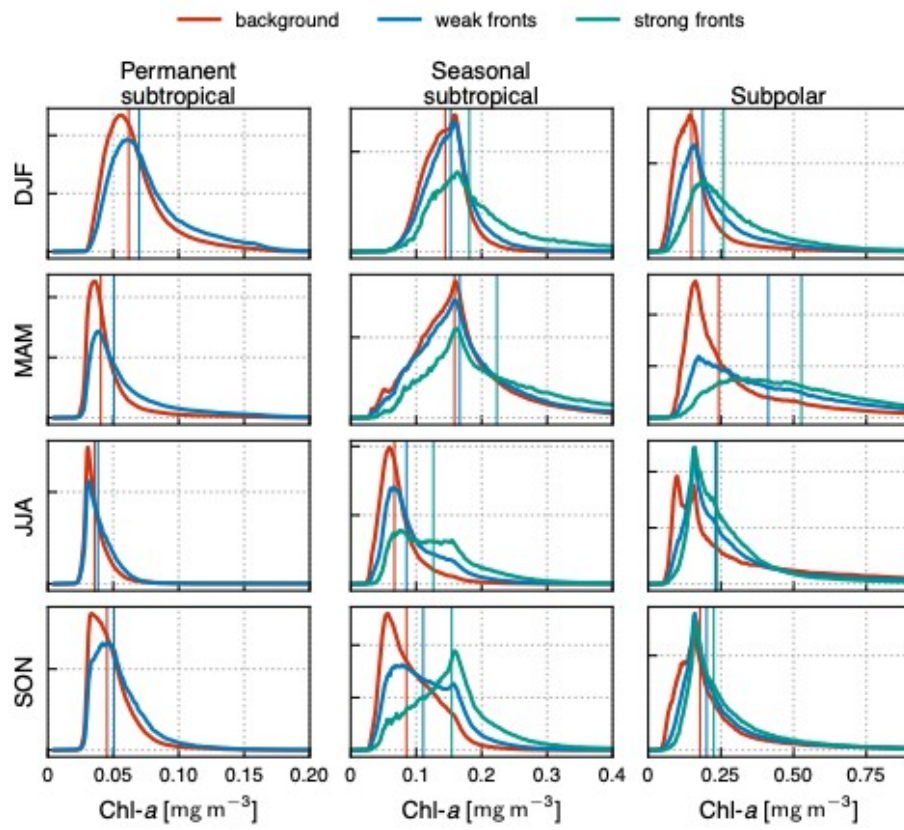 background weak fronts strong fronts
Permanent subtropical
Seasonal subtropical
Subpolar
DJF
MAM
JJA
SON
0 0.05 0.10 0.15 0.20
0 0.1 0.2 0.3 0.4
0 0.25 0.50 0.75
Chl-a [mg m⁻³] Chl-a [mg m⁻³] Chl-a [mg m⁻³]